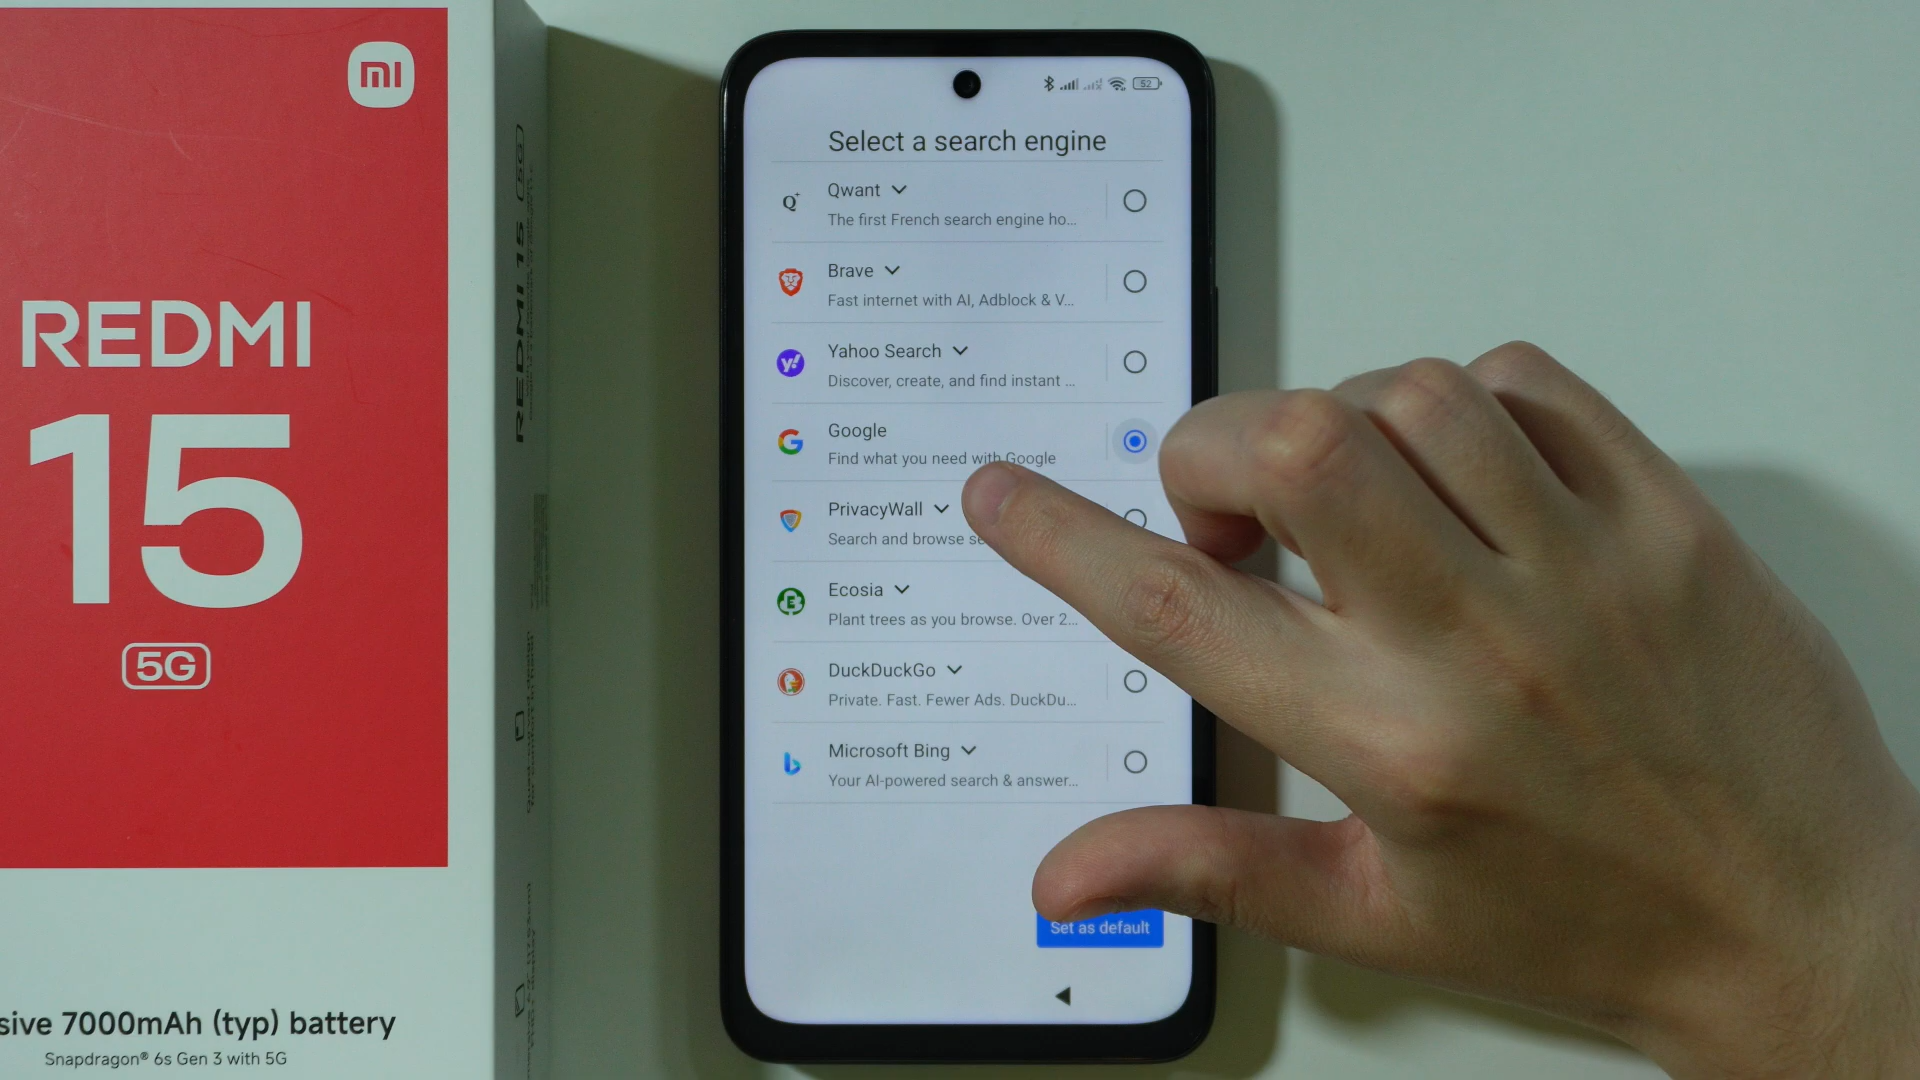 REDMI
15
5G
sive 7000mAh (typ) battery
Snapdragon® 6s Gen 3 with 5G
REDMI 15 5G
52
Select a search engine
Qwant
The first French search engine ho...
Brave
Fast internet with AI, Adblock & V...
Yahoo Search
Discover, create, and find instant ...
Google
Find what you need with Google
PrivacyWall
Search and browse se
Ecosia
Plant trees as you browse. Over 2...
DuckDuckGo
Private. Fast. Fewer Ads. DuckDu...
Microsoft Bing
Your AI-powered search & answer...
Set as default